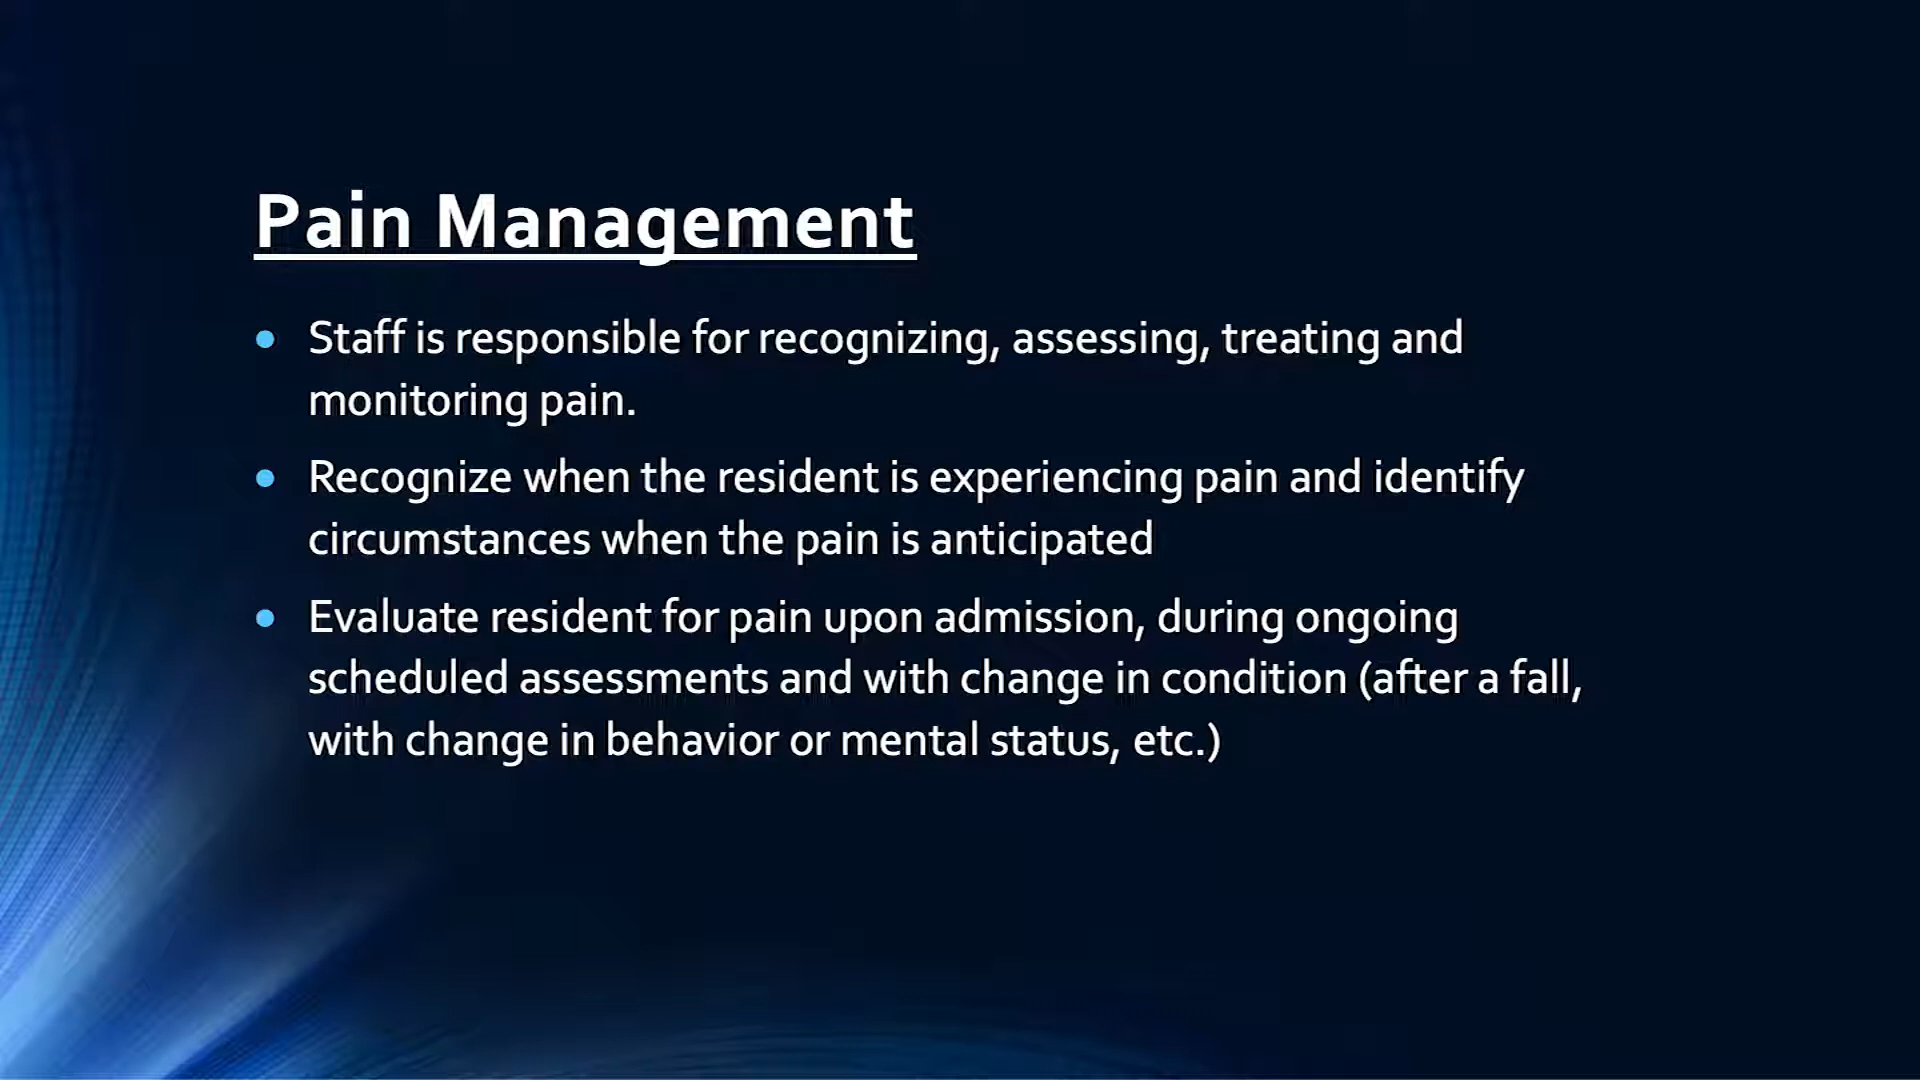 Pain Management
Staff is responsible for recognizing, assessing, treating and
monitoring pain.
Recognize when the resident is experiencing pain and identify
circumstances when the pain is anticipated
Evaluate resident for pain upon admission, during ongoing
scheduled assessments and with change in condition (after a fall,
with change in behavior or mental status, etc.)